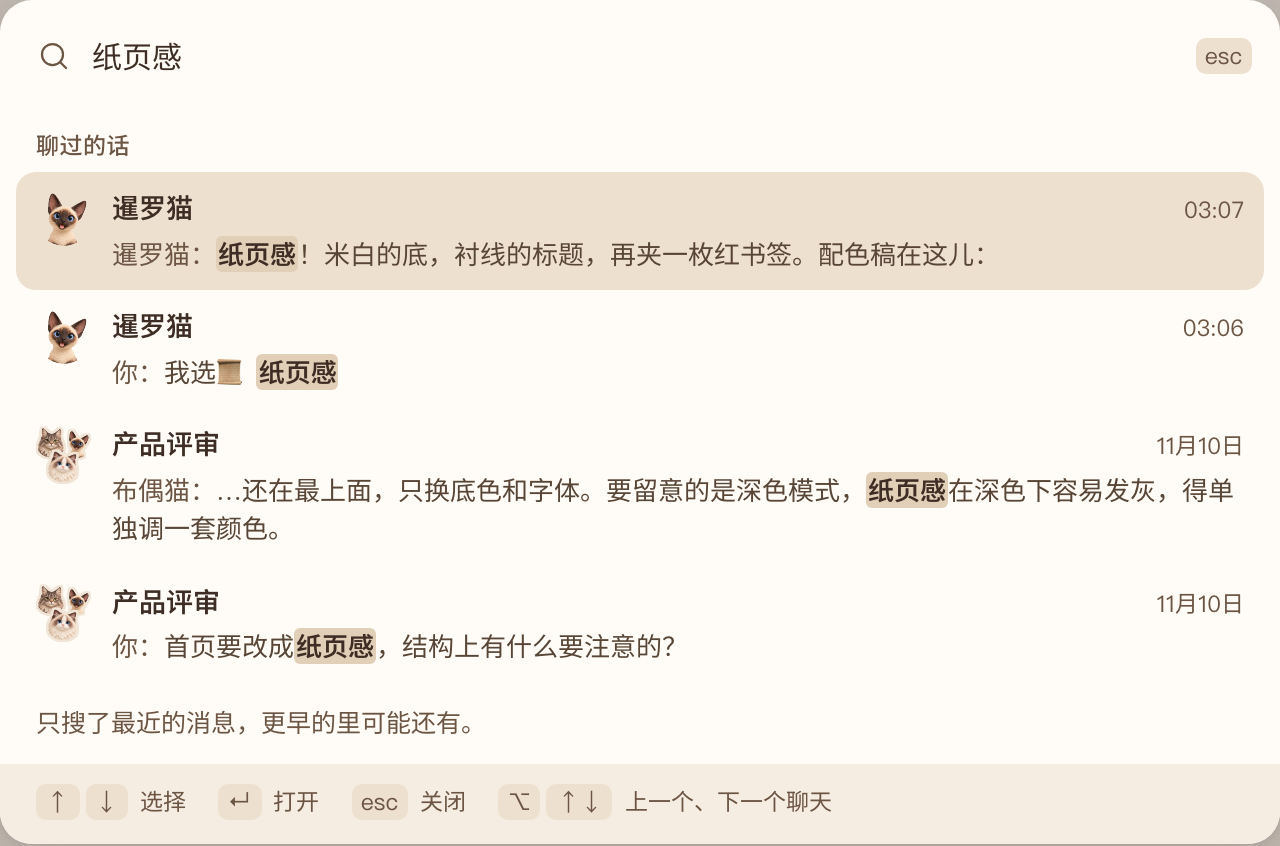 纸页感
esc
聊过的话
暹罗猫
03:07
暹罗猫：纸页感！米白的底，衬线的标题，再夹一枚红书签。配色稿在这儿：
暹罗猫
03:06
你：我选📜 纸页感
产品评审
11月10日
布偶猫：…还在最上面，只换底色和字体。要留意的是深色模式，纸页感在深色下容易发灰，得单
独调一套颜色。
产品评审
11月10日
你：首页要改成纸页感，结构上有什么要注意的？
只搜了最近的消息，更早的里可能还有。
↑ ↓ 选择 ↵ 打开 esc 关闭 ⌥ ↑↓ 上一个、下一个聊天